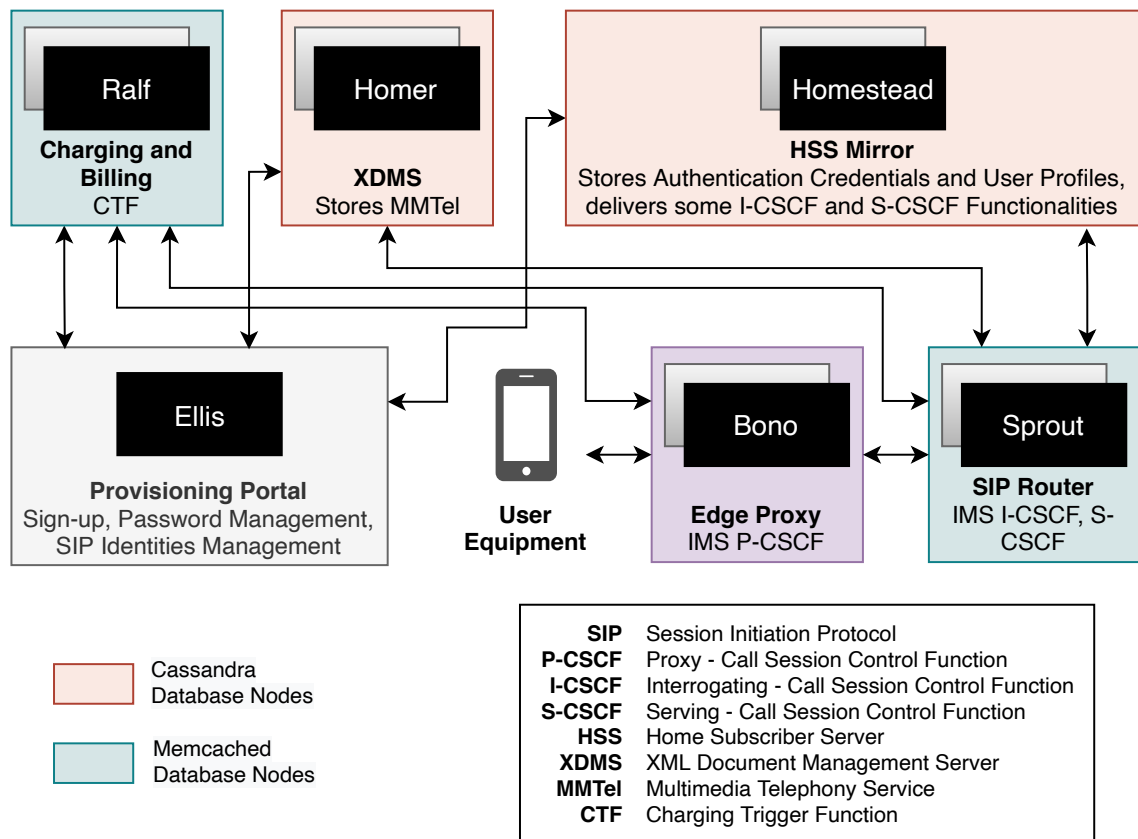 Ralf
Charging and
Billing
CTF
Homer
XDMS
Stores MMTel
Homestead
HSS Mirror
Stores Authentication Credentials and User Profiles,
delivers some I-CSCF and S-CSCF Functionalities
Ellis
Provisioning Portal
Sign-up, Password Management,
SIP Identities Management
User
Equipment
Bono
Edge Proxy
IMS P-CSCF
Sprout
SIP Router
IMS I-CSCF, S-
CSCF
Cassandra
Database Nodes
Memcached
Database Nodes
SIP Session Initiation Protocol
P-CSCF Proxy - Call Session Control Function
I-CSCF Interrogating - Call Session Control Function
S-CSCF Serving - Call Session Control Function
HSS Home Subscriber Server
XDMS XML Document Management Server
MMTel Multimedia Telephony Service
CTF Charging Trigger Function